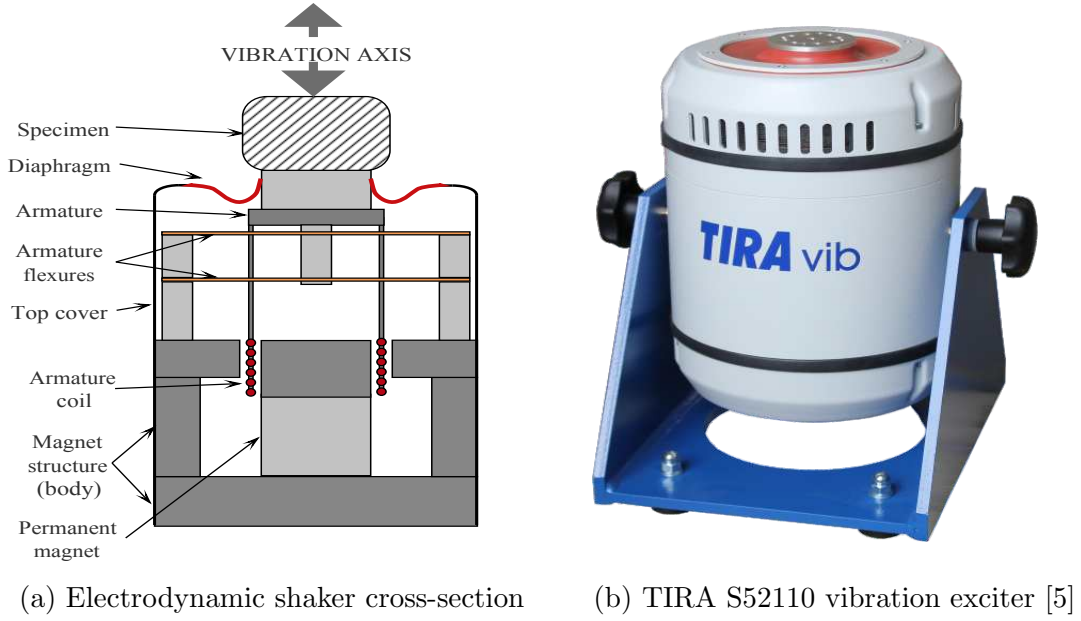 VIBRATION AXIS
Specimen
Diaphragm
Armature
Armature
flexures
Top cover
Armature
coil
Magnet
structure
(body)
Permanent
magnet
TIRA vib
(a) Electrodynamic shaker cross-section
(b) TIRA S52110 vibration exciter [5]